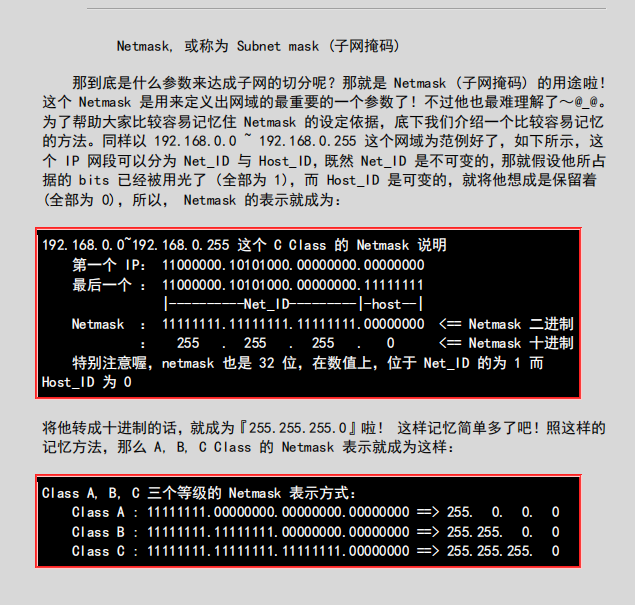 Netmask, 或称为 Subnet mask (子网掩码)
那到底是什么参数来达成子网的切分呢？那就是 Netmask (子网掩码) 的用途啦！
这个 Netmask 是用来定义出网域的最重要的一个参数了！不过他也最难理解了～@_@。
为了帮助大家比较容易记忆住 Netmask 的设定依据，底下我们介绍一个比较容易记忆
的方法。同样以 192.168.0.0 ~ 192.168.0.255 这个网域为范例好了，如下所示，这
个 IP 网段可以分为 Net_ID 与 Host_ID，既然 Net_ID 是不可变的，那就假设他所占
据的 bits 已经被用光了 (全部为 1)，而 Host_ID 是可变的，就将他想成是保留着
(全部为 0)，所以， Netmask 的表示就成为：
192.168.0.0~192.168.0.255 这个 C Class 的 Netmask 说明
第一个 IP： 11000000.10101000.00000000.00000000
最后一个 ： 11000000.10101000.00000000.11111111
|----------Net_ID---------|-host--|
Netmask ： 11111111.11111111.11111111.00000000 <== Netmask 二进制
： 255 . 255 . 255 . 0 <== Netmask 十进制
特别注意喔，netmask 也是 32 位，在数值上，位于 Net_ID 的为 1 而
Host_ID 为 0
将他转成十进制的话，就成为『255.255.255.0』啦！ 这样记忆简单多了吧！照这样的
记忆方法，那么 A, B, C Class 的 Netmask 表示就成为这样：
Class A, B, C 三个等级的 Netmask 表示方式：
Class A : 11111111.00000000.00000000.00000000 ==> 255. 0. 0. 0
Class B : 11111111.11111111.00000000.00000000 ==> 255.255. 0. 0
Class C : 11111111.11111111.11111111.00000000 ==> 255.255.255. 0